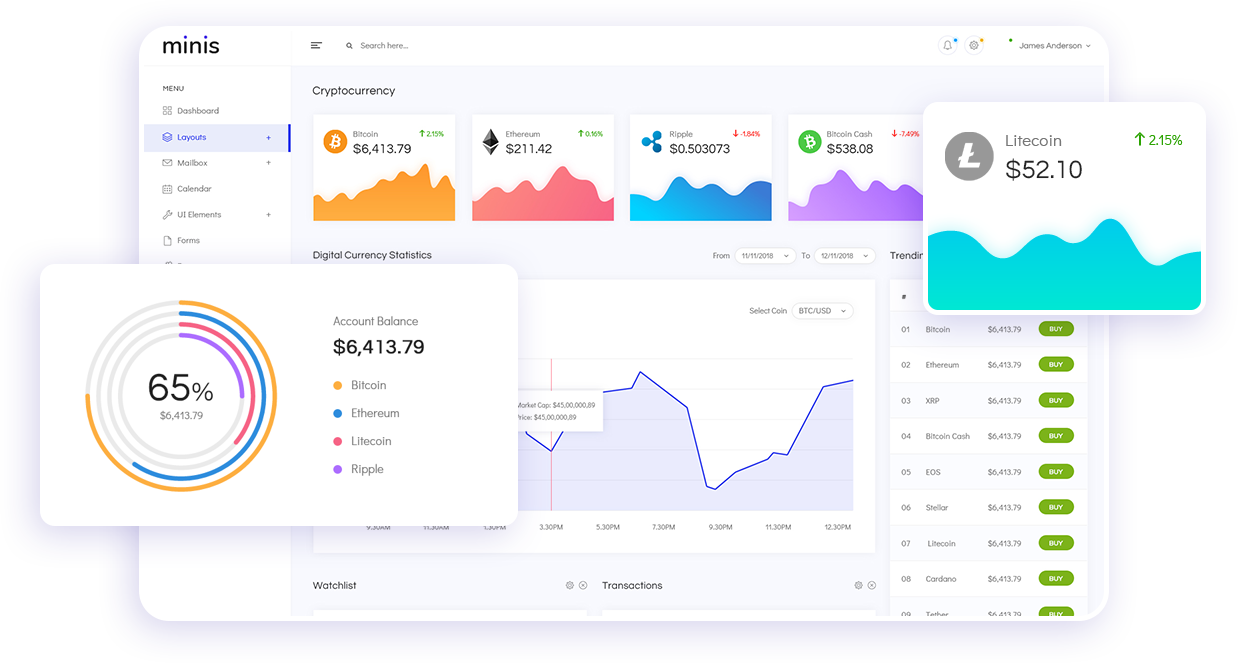 minis
Search here...
James Anderson
MENU
Dashboard
Layouts +
Mailbox +
Calendar
UI Elements +
Forms
Cryptocurrency
Bitcoin 2.15%
$6,413.79
Ethereum 0.16%
$211.42
Ripple -1.84%
$0.503073
Bitcoin Cash -7.49%
$538.08
Litecoin 2.15%
$52.10
Digital Currency Statistics
From 11/11/2018 To 12/11/2018
Select Coin BTC/USD
Market Cap: $45,00,000,89
Price: $45,00,000,89
9.30AM 11.30AM 1.30PM 3.30PM 5.30PM 7.30PM 9.30PM 11.30PM 12.30PM
65%
$6,413.79
Account Balance
$6,413.79
Bitcoin
Ethereum
Litecoin
Ripple
Trendin
#
01 Bitcoin $6,413.79 BUY
02 Ethereum $6,413.79 BUY
03 XRP $6,413.79 BUY
04 Bitcoin Cash $6,413.79 BUY
05 EOS $6,413.79 BUY
06 Stellar $6,413.79 BUY
07 Litecoin $6,413.79 BUY
08 Cardano $6,413.79 BUY
09 Tether $6,413.79 BUY
Watchlist
Transactions